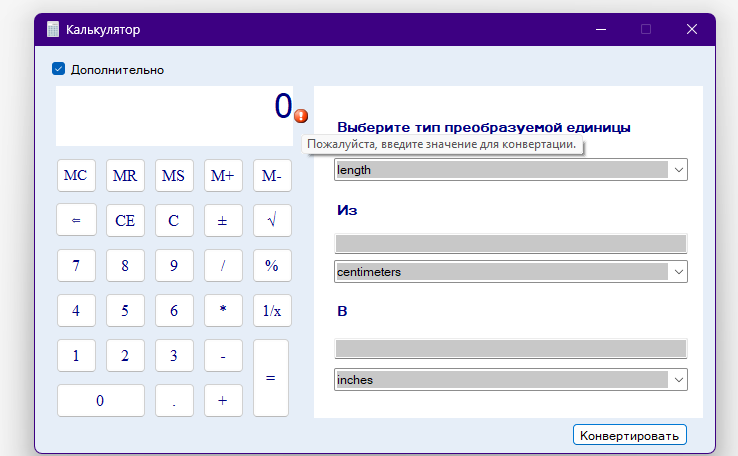 Калькулятор
Дополнительно
0
Выберите тип преобразуемой единицы
Пожалуйста, введите значение для конвертации.
length
Из
centimeters
В
inches
Конвертировать
MC MR MS M+ M-
⇐ CE C ± √
7 8 9 / %
4 5 6 * 1/x
1 2 3 - =
0 . +